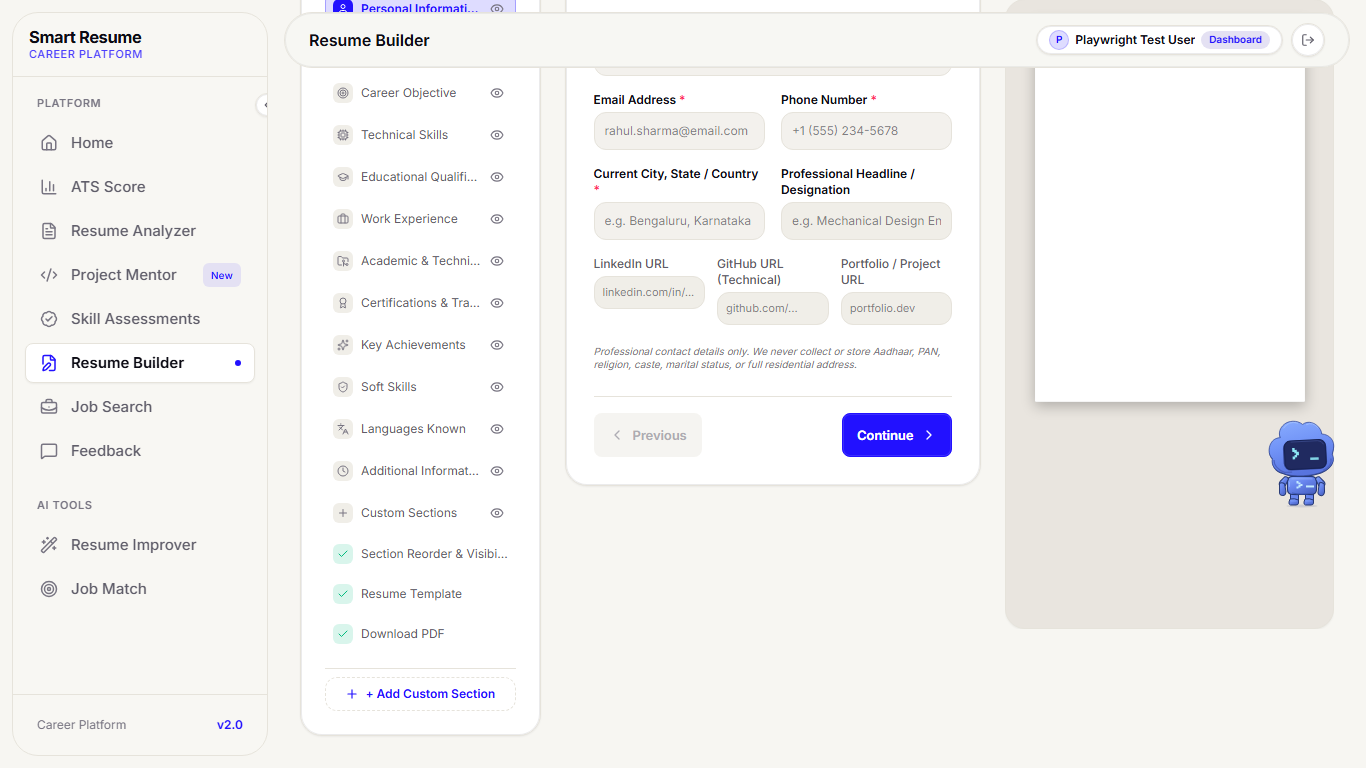 Smart Resume
CAREER PLATFORM
PLATFORM
Home
ATS Score
Resume Analyzer
Project Mentor
New
Skill Assessments
Resume Builder
Job Search
Feedback
AI TOOLS
Resume Improver
Job Match
Career Platform
v2.0
Resume Builder
P
Playwright Test User
Dashboard
Personal Informati...
Career Objective
Technical Skills
Educational Qualifi...
Work Experience
Academic & Techni...
Certifications & Tra...
Key Achievements
Soft Skills
Languages Known
Additional Informat...
Custom Sections
Section Reorder & Visibi...
Resume Template
Download PDF
+ Add Custom Section
Email Address *
Phone Number *
rahul.sharma@email.com
+1 (555) 234-5678
Current City, State / Country
*
Professional Headline /
Designation
e.g. Bengaluru, Karnataka
e.g. Mechanical Design En
LinkedIn URL
GitHub URL
(Technical)
Portfolio / Project
URL
linkedin.com/in/...
github.com/...
portfolio.dev
Professional contact details only. We never collect or store Aadhaar, PAN,
religion, caste, marital status, or full residential address.
Previous
Continue